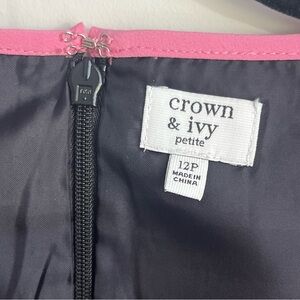 crown
& ivy
petite
12P
MADE IN
CHINA